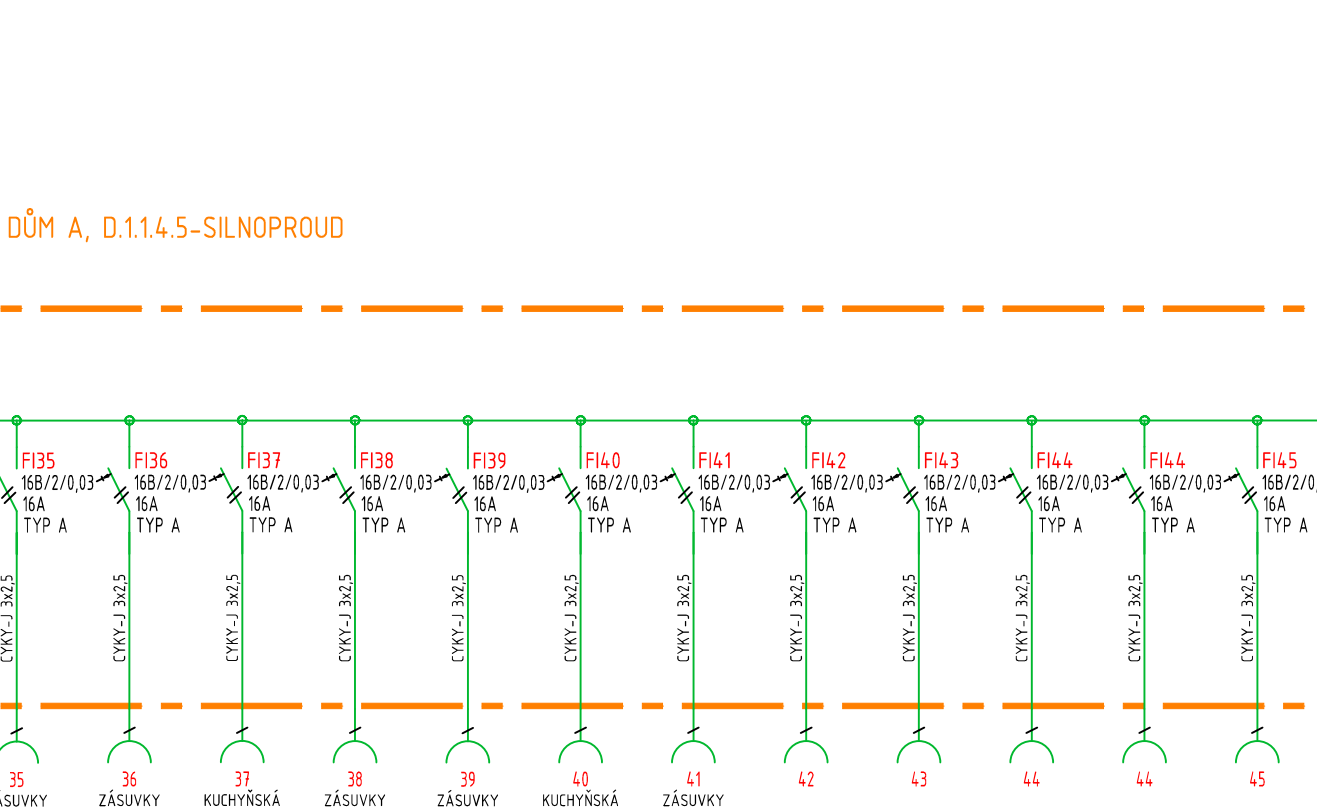 DŮM A, D.1.1.4.5-SILNOPROUD
FI35 FI36 FI37 FI38 FI39 FI40 FI41 FI42 FI43 FI44 FI44 FI45
16B/2/0,03 16B/2/0,03 16B/2/0,03 16B/2/0,03 16B/2/0,03 16B/2/0,03 16B/2/0,03 16B/2/0,03 16B/2/0,03 16B/2/0,03 16B/2/0,03 16B/2/0,
16A 16A 16A 16A 16A 16A 16A 16A 16A 16A 16A 16A
TYP A TYP A TYP A TYP A TYP A TYP A TYP A TYP A TYP A TYP A TYP A TYP A
CYKY-J 3x2,5 CYKY-J 3x2,5 CYKY-J 3x2,5 CYKY-J 3x2,5 CYKY-J 3x2,5 CYKY-J 3x2,5 CYKY-J 3x2,5 CYKY-J 3x2,5 CYKY-J 3x2,5 CYKY-J 3x2,5 CYKY-J 3x2,5 CYKY-J 3x2,5
35 36 37 38 39 40 41 42 43 44 44 45
ÁSUVKY ZÁSUVKY KUCHYŇSKÁ ZÁSUVKY ZÁSUVKY KUCHYŇSKÁ ZÁSUVKY